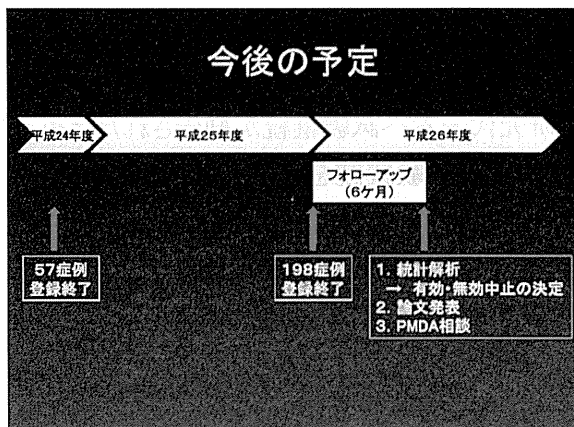 今後の予定
平成24年度
平成25年度
平成26年度
フォローアップ
(6ケ月)
57症例
登録終了
198症例
登録終了
1. 統計解析
→ 有効・無効中止の決定
2. 論文発表
3. PMDA相談